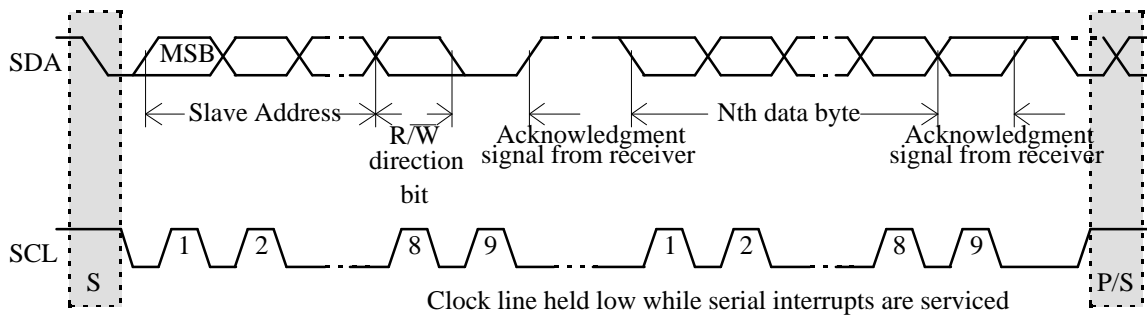 SDA
MSB
Slave Address
R/W
direction
bit
Acknowledgment
signal from receiver
Nth data byte
Acknowledgment
signal from receiver
SCL
1
2
8
9
1
2
8
9
S
P/S
Clock line held low while serial interrupts are serviced